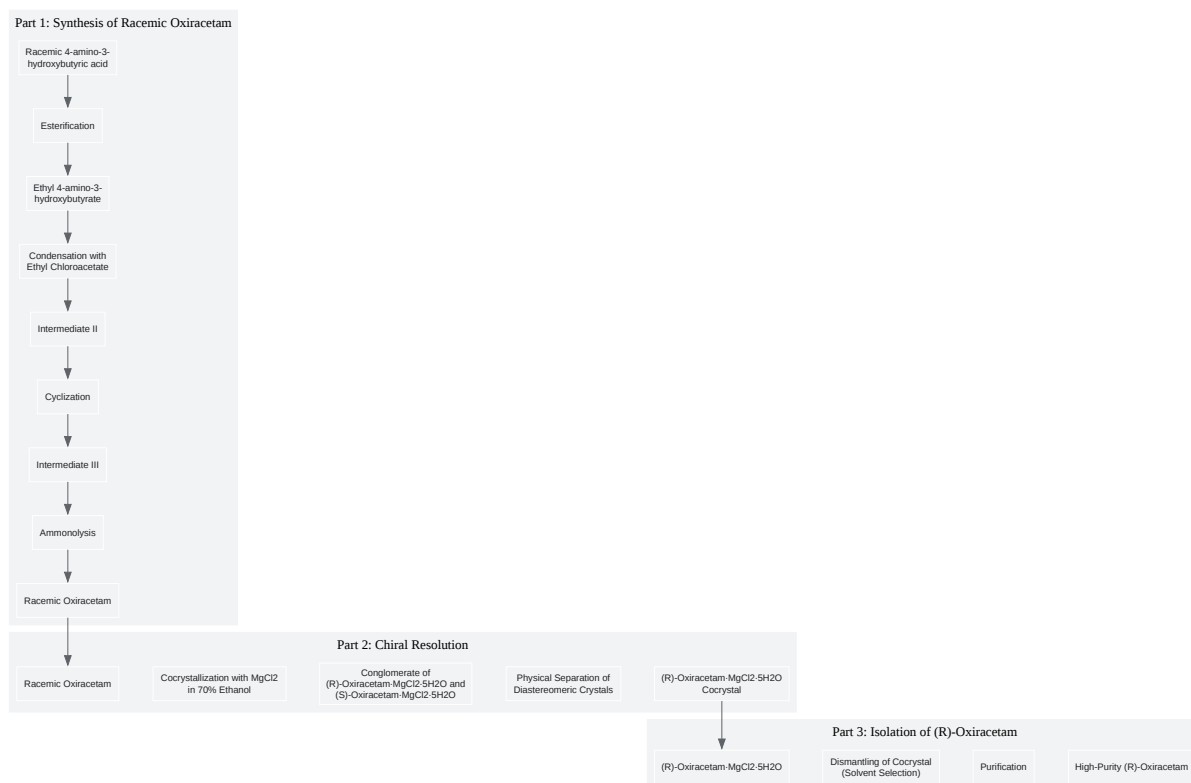 Part 1: Synthesis of Racemic Oxiracetam
Racemic 4-amino-3-
hydroxybutyric acid
Esterification
Ethyl 4-amino-3-
hydroxybutyrate
Condensation with
Ethyl Chloroacetate
Intermediate II
Cyclization
Intermediate III
Ammonolysis
Racemic Oxiracetam
Part 2: Chiral Resolution
Racemic Oxiracetam
Cocrystallization with MgCl2
in 70% Ethanol
Conglomerate of
(R)-Oxiracetam·MgCl2·5H2O and
(S)-Oxiracetam·MgCl2·5H2O
Physical Separation of
Diastereomeric Crystals
(R)-Oxiracetam·MgCl2·5H2O
Cocrystal
Part 3: Isolation of (R)-Oxiracetam
(R)-Oxiracetam·MgCl2·5H2O
Dismantling of Cocrystal
(Solvent Selection)
Purification
High-Purity (R)-Oxiracetam